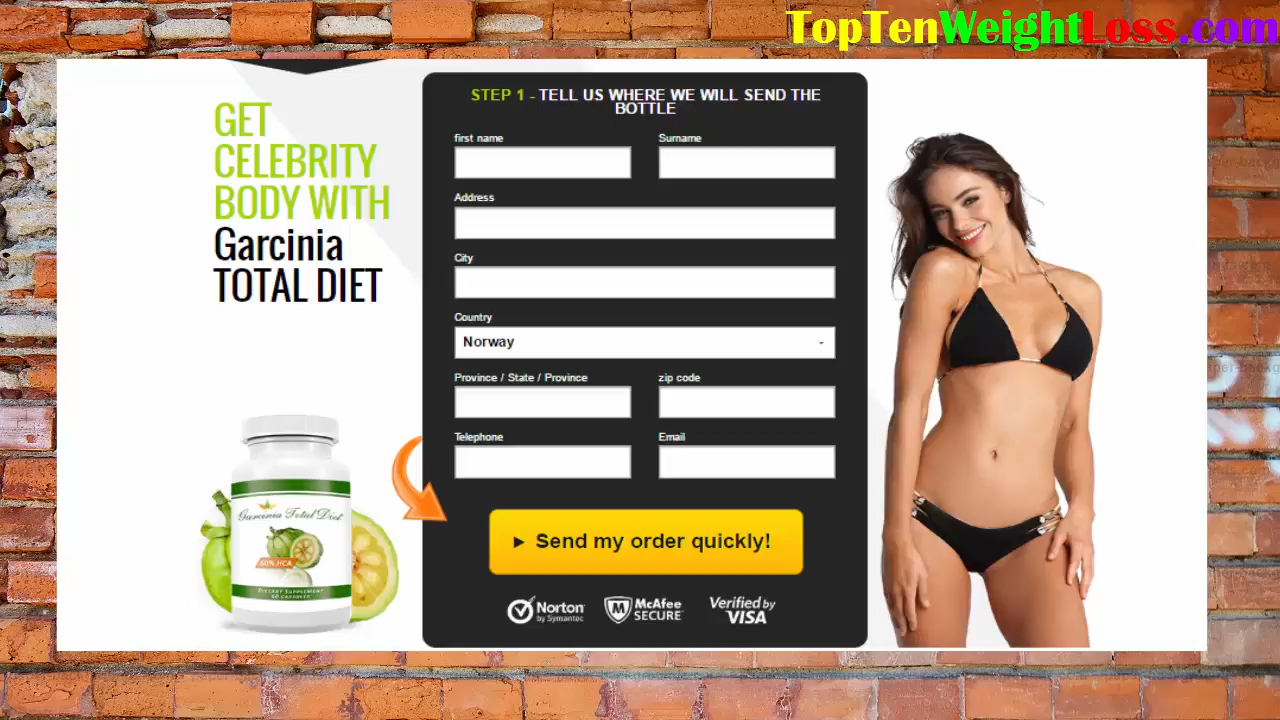 TopTenWeightLoss.com
GET
CELEBRITY
BODY WITH
Garcinia
TOTAL DIET
STEP 1 - TELL US WHERE WE WILL SEND THE
BOTTLE
first name
Surname
Address
City
Country
Norway
Province / State / Province
zip code
Telephone
Email
► Send my order quickly!
Norton
by Symantec
McAfee
SECURE
Verified by
VISA
Garcinia Total Diet
60% HCA
DIETARY SUPPLEMENT
60 CAPSULES